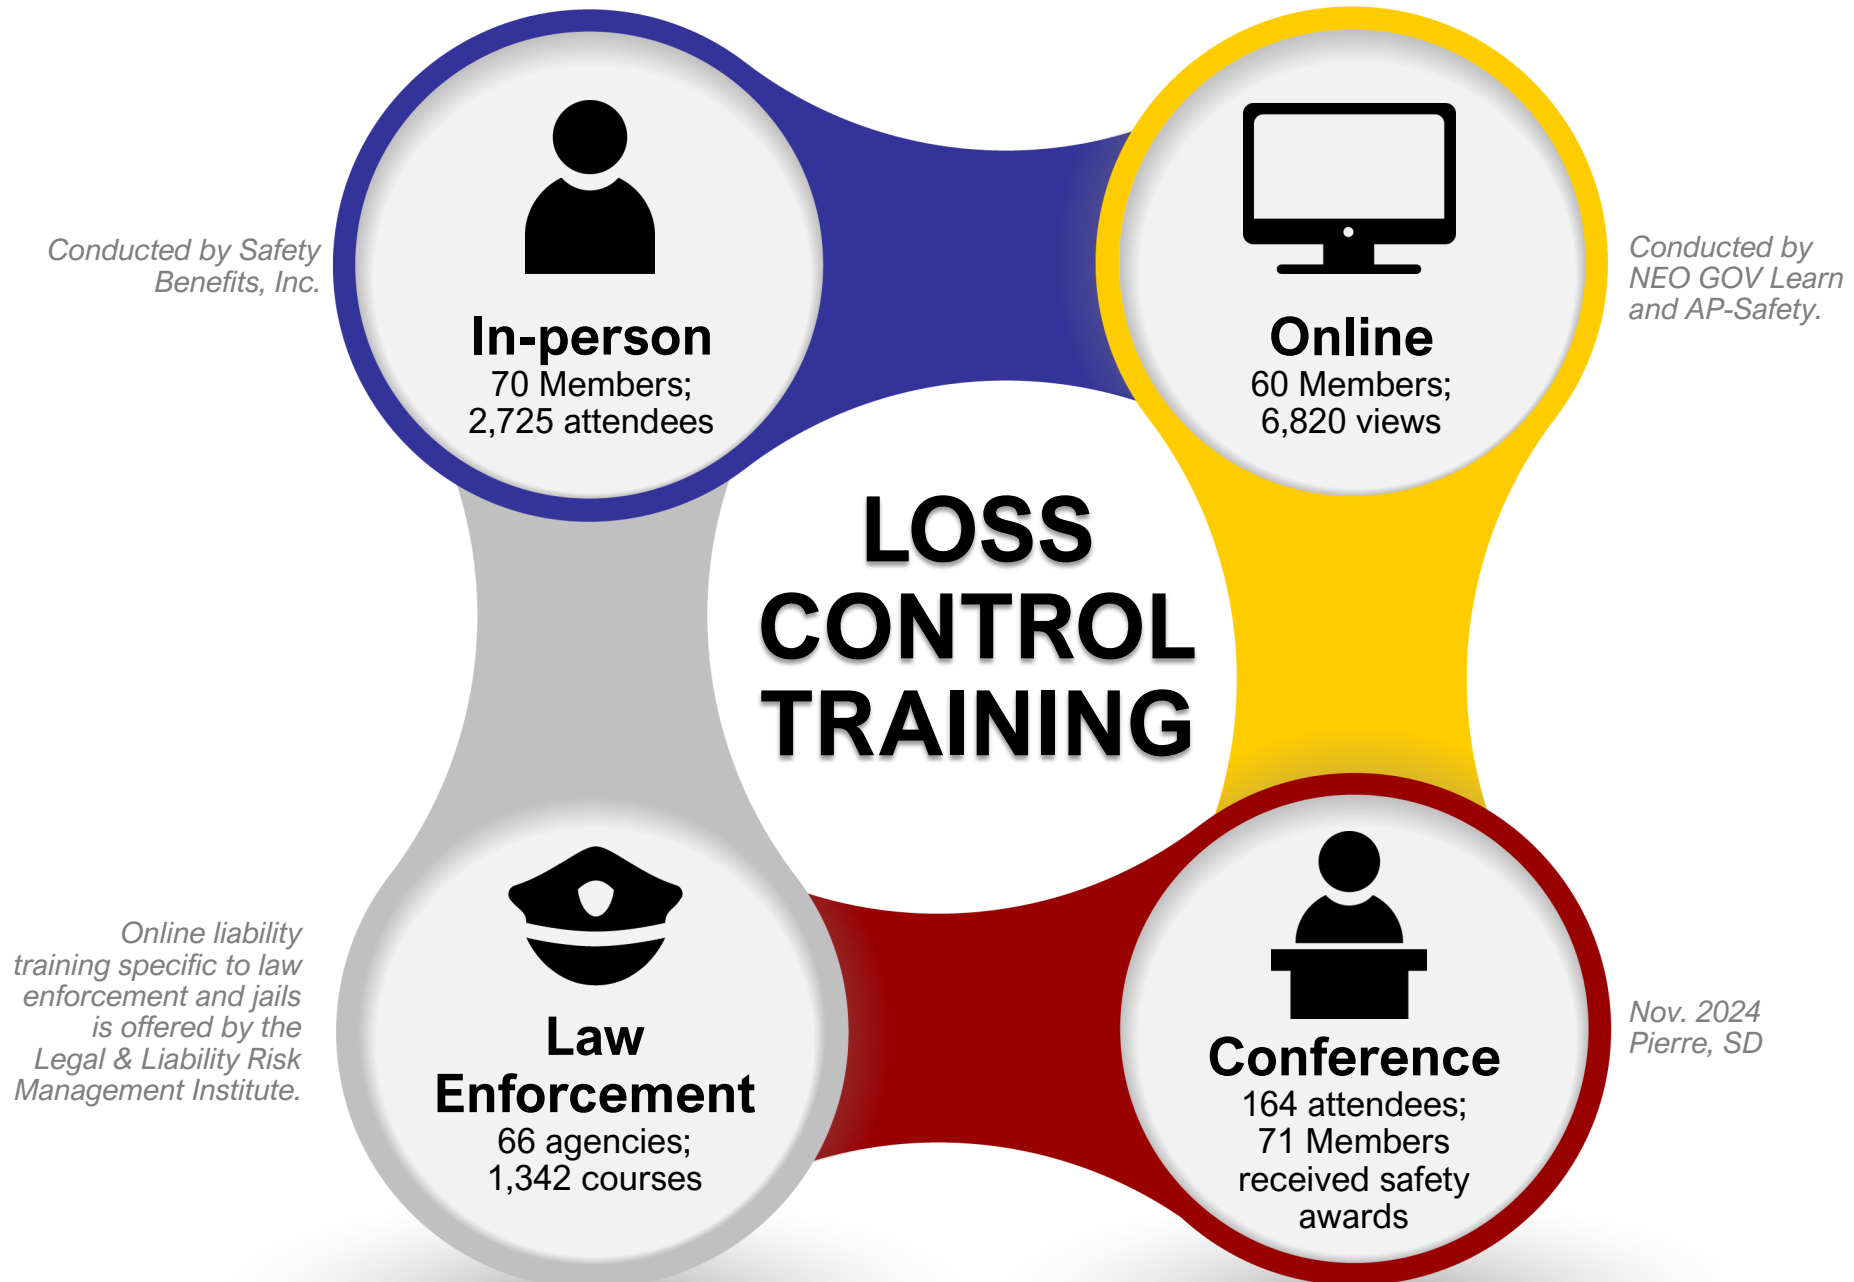 Conducted by Safety
Benefits, Inc.
In-person
70 Members;
2,725 attendees
Online
60 Members;
6,820 views
Conducted by
NEO GOV Learn
and AP-Safety.
LOSS
CONTROL
TRAINING
Online liability
training specific to law
enforcement and jails
is offered by the
Legal & Liability Risk
Management Institute.
Law
Enforcement
66 agencies;
1,342 courses
Conference
164 attendees;
71 Members
received safety
awards
Nov. 2024
Pierre, SD